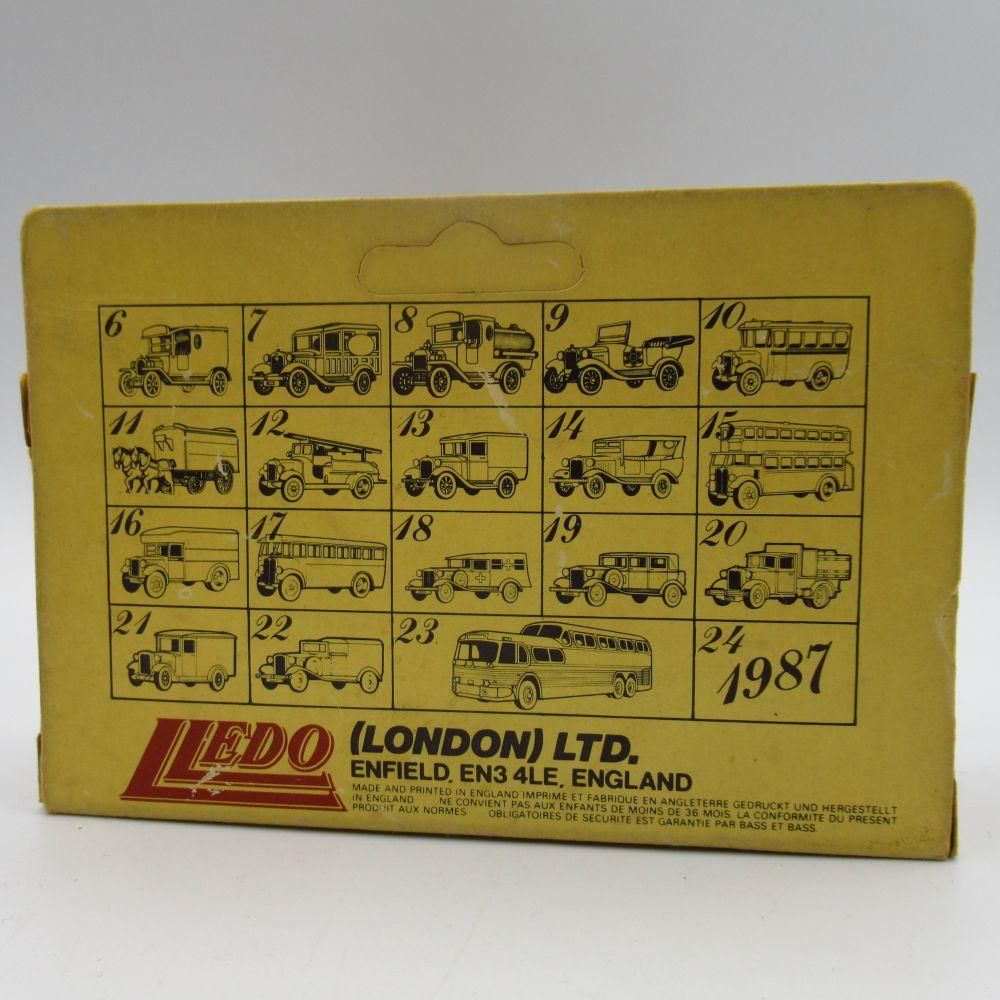 6 7 8 9 10
11 12 13 14 15
16 17 18 19 20
21 22 23 24 1987
LLEDO (LONDON) LTD.
ENFIELD, EN3 4LE, ENGLAND
MADE AND PRINTED IN ENGLAND IMPRIME ET FABRIQUE EN ANGLETERRE GEDRUCKT UND HERGESTELLT
IN ENGLAND NE CONVIENT PAS AUX ENFANTS DE MOINS DE 36 MOIS. LA CONFORMITE DU PRESENT
PRODUIT AUX NORMES OBLIGATOIRES DE SECURITE EST GARANTIE PAR BASS ET BASS.